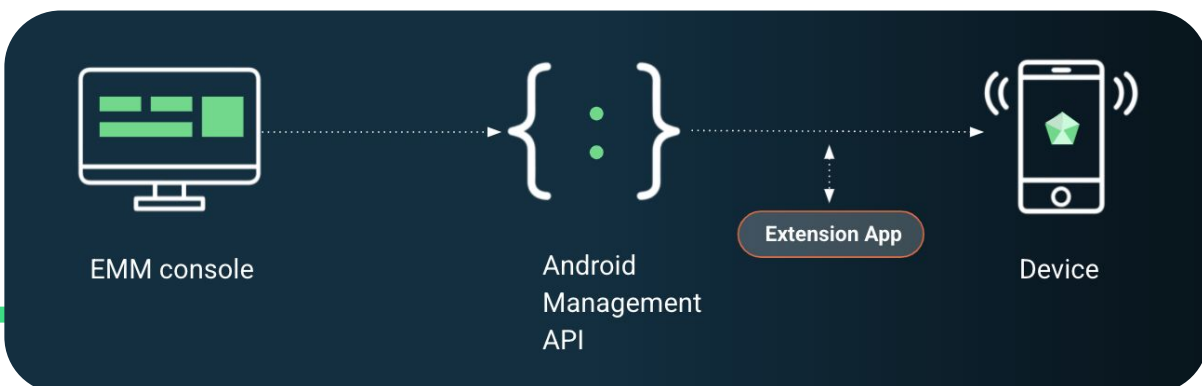 EMM console
Android
Management
API
Extension App
Device